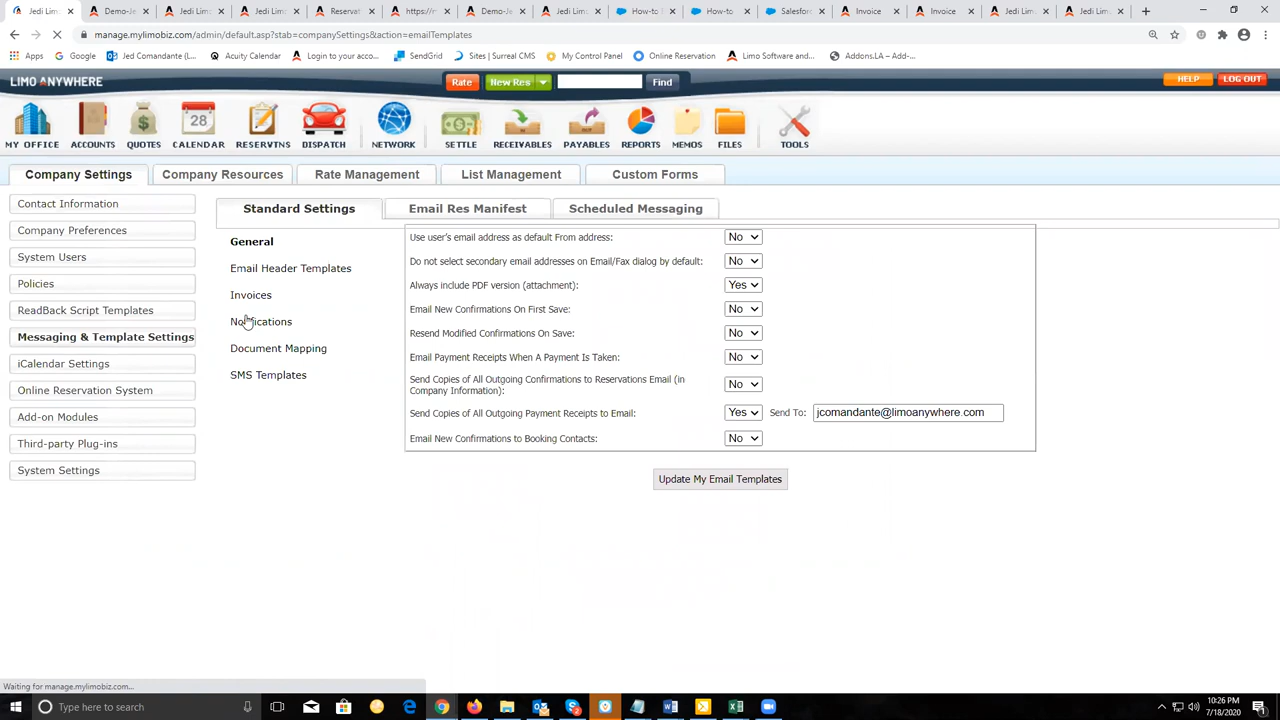 Jedi Limo
Demo-Je
Jedi Limo
Jedi Limo
Reservat
https://m
Demo-Je
Jedi Limo
How-to S
How-to
Salesfor
Invoice
Invoice
Jedi Lim
Jedi Lim
manage.mylimobiz.com/admin/default.asp?stab=companySettings&action=emailTemplates
Apps Google Jed Comandante (I... Acuity Calendar Login to your acco... SendGrid Sites | Surreal CMS My Control Panel Online Reservation Limo Software and... Addons.LA – Add-...
LIMO ANYWHERE Rate New Res Find HELP LOG OUT
28
MY OFFICE ACCOUNTS QUOTES CALENDAR RESERVTNS DISPATCH NETWORK SETTLE RECEIVABLES PAYABLES REPORTS MEMOS FILES TOOLS
Company Settings Company Resources Rate Management List Management Custom Forms
Contact Information
Company Preferences
System Users
Policies
ReadBack Script Templates
Messaging & Template Settings
iCalendar Settings
Online Reservation System
Add-on Modules
Third-party Plug-ins
System Settings
Standard Settings Email Res Manifest Scheduled Messaging
General
Email Header Templates
Invoices
Notifications
Document Mapping
SMS Templates
Use user's email address as default From address: No
Do not select secondary email addresses on Email/Fax dialog by default: No
Always include PDF version (attachment): Yes
Email New Confirmations On First Save: No
Resend Modified Confirmations On Save: No
Email Payment Receipts When A Payment Is Taken: No
Send Copies of All Outgoing Confirmations to Reservations Email (in
Company Information): No
Send Copies of All Outgoing Payment Receipts to Email: Yes Send To: jcomandante@limoanywhere.com
Email New Confirmations to Booking Contacts: No
Update My Email Templates
Waiting for manage.mylimobiz.com...
Type here to search
10:26 PM
7/18/2020